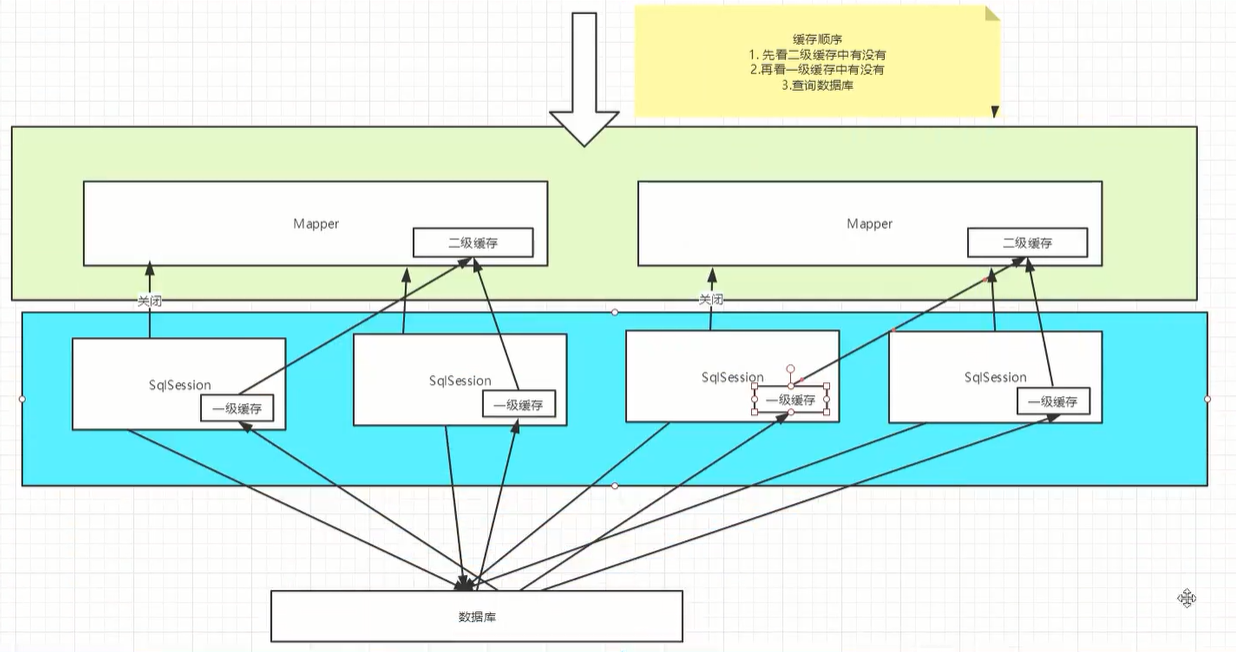 缓存顺序
1. 先看二级缓存中有没有
2.再看一级缓存中有没有
3.查询数据库
Mapper
二级缓存
Mapper
二级缓存
关闭
关闭
SqlSession
一级缓存
SqlSession
一级缓存
SqlSession
一级缓存
SqlSession
一级缓存
数据库